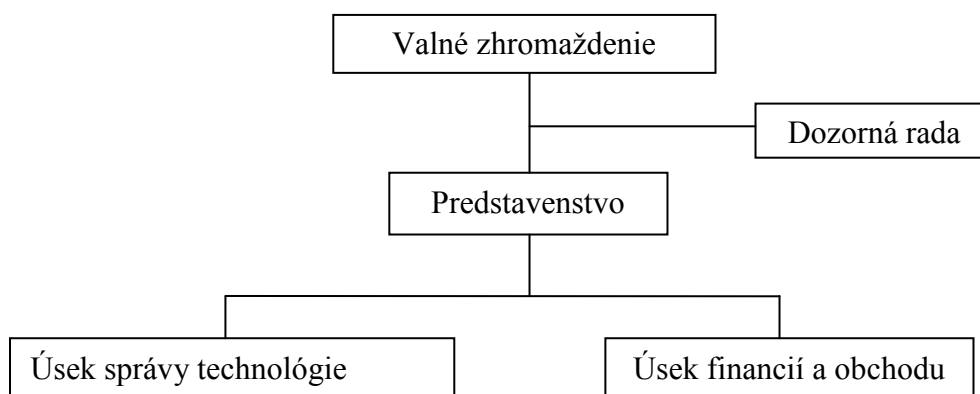 Valné zhromaždenie
Dozorná rada
Predstavenstvo
Úsek správy technológie
Úsek financií a obchodu